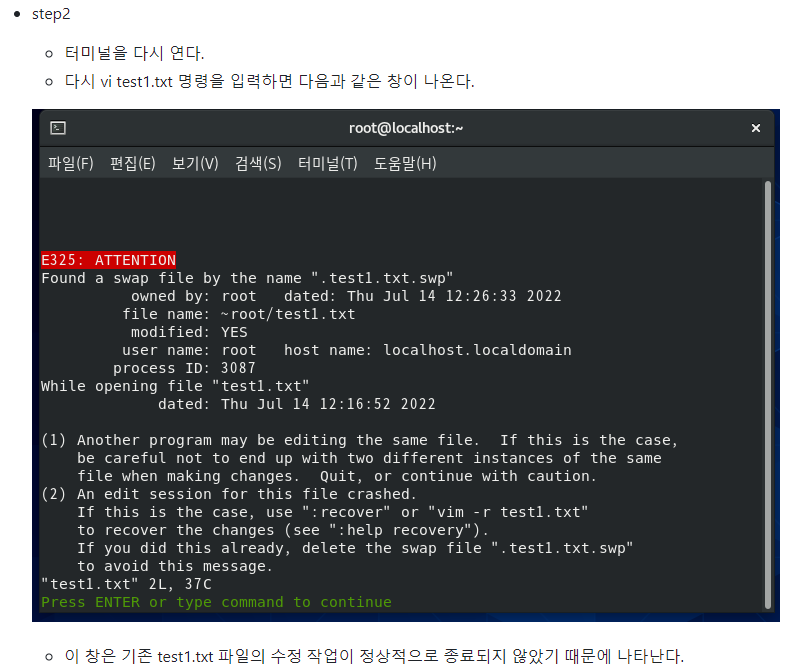 step2
터미널을 다시 연다.
다시 vi test1.txt 명령을 입력하면 다음과 같은 창이 나온다.
root@localhost:~
파일(F) 편집(E) 보기(V) 검색(S) 터미널(T) 도움말(H)
E325: ATTENTION
Found a swap file by the name ".test1.txt.swp"
owned by: root dated: Thu Jul 14 12:26:33 2022
file name: ~root/test1.txt
modified: YES
user name: root host name: localhost.localdomain
process ID: 3087
While opening file "test1.txt"
dated: Thu Jul 14 12:16:52 2022
(1) Another program may be editing the same file. If this is the case,
be careful not to end up with two different instances of the same
file when making changes. Quit, or continue with caution.
(2) An edit session for this file crashed.
If this is the case, use ":recover" or "vim -r test1.txt"
to recover the changes (see ":help recovery").
If you did this already, delete the swap file ".test1.txt.swp"
to avoid this message.
"test1.txt" 2L, 37C
Press ENTER or type command to continue
이 창은 기존 test1.txt 파일의 수정 작업이 정상적으로 종료되지 않았기 때문에 나타난다.